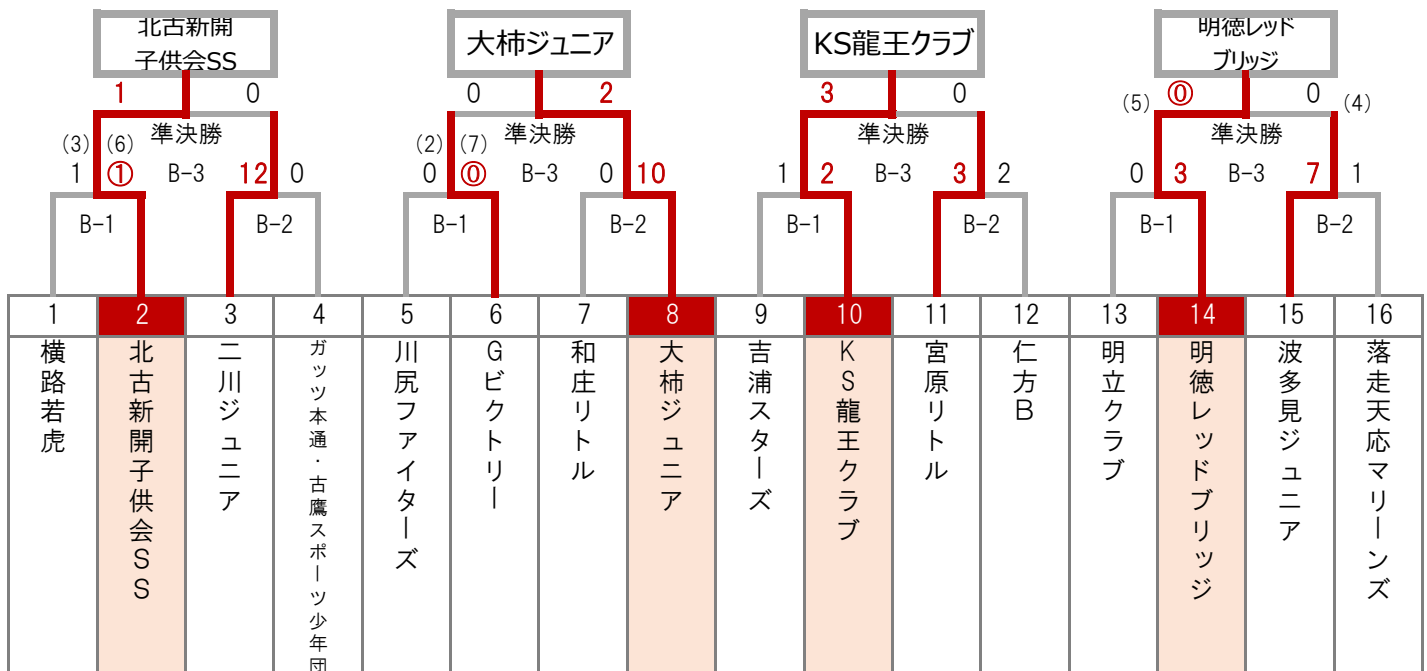 北古新開
子供会SS
大柿ジュニア
KS龍王クラブ
明徳レッド
ブリッジ
1 0
0 2
3 0
(5) ⓪ 0 (4)
準決勝
準決勝
準決勝
準決勝
(3) (6)
(2) (7)
1 ① B-3 12 0
0 ⓪ B-3 0 10
1 2 B-3 3 2
0 3 B-3 7 1
B-1 B-2
B-1 B-2
B-1 B-2
B-1 B-2
1 2 3 4 5 6 7 8 9 10 11 12 13 14 15 16
横路若虎
北古新開子供会SS
二川ジュニア
ガッツ本通・古鷹スポーツ少年団
川尻ファイターズ
Gビクトリー
和庄リトル
大柿ジュニア
吉浦スターズ
KS龍王クラブ
宮原リトル
仁方B
明立クラブ
明徳レッドブリッジ
波多見ジュニア
落走天応マリーンズ